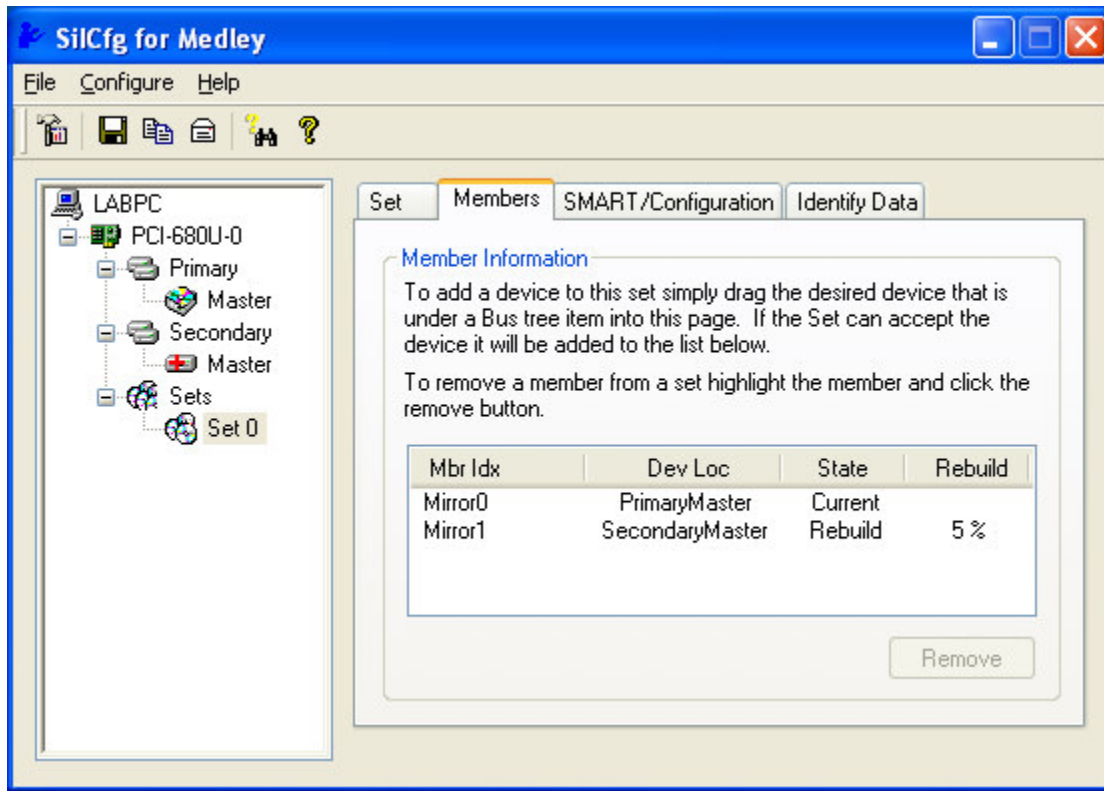 SilCfg for Medley
File Configure Help
LABPC
PCI-680U-0
Primary
Master
Secondary
Master
Sets
Set 0
Set Members SMART/Configuration Identify Data
Member Information
To add a device to this set simply drag the desired device that is
under a Bus tree item into this page. If the Set can accept the
device it will be added to the list below.
To remove a member from a set highlight the member and click the
remove button.
Mbr Idx Dev Loc State Rebuild
Mirror0 PrimaryMaster Current
Mirror1 SecondaryMaster Rebuild 5 %
Remove